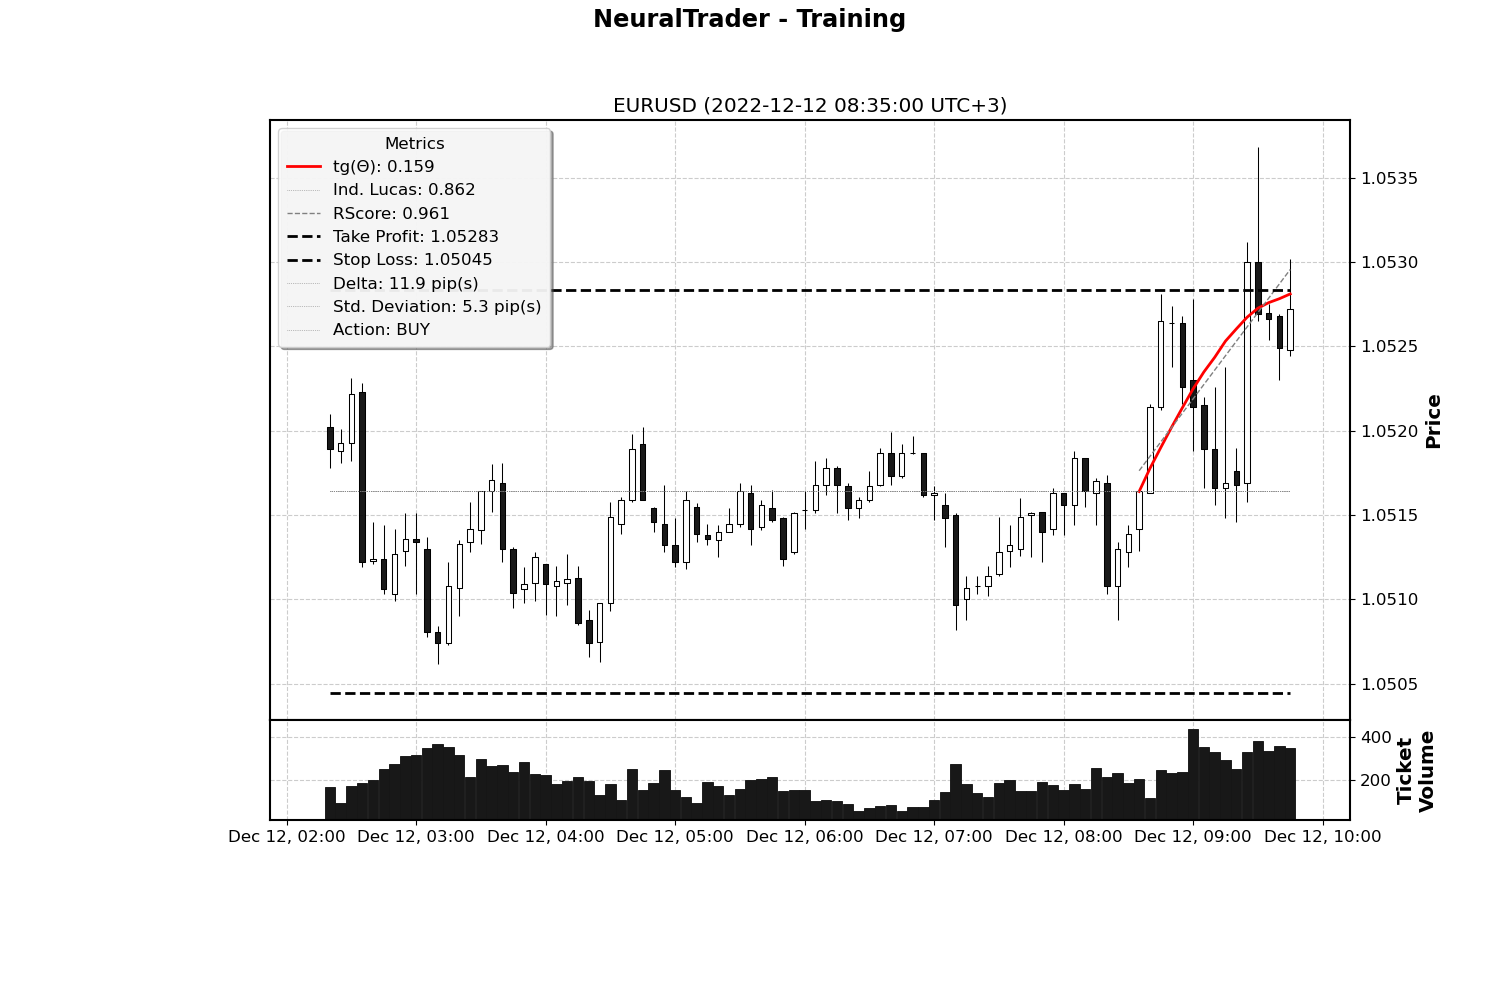 NeuralTrader - Training
EURUSD (2022-12-12 08:35:00 UTC+3)
Metrics
tg(Θ): 0.159
Ind. Lucas: 0.862
RScore: 0.961
Take Profit: 1.05283
Stop Loss: 1.05045
Delta: 11.9 pip(s)
Std. Deviation: 5.3 pip(s)
Action: BUY
1.0535
1.0530
1.0525
1.0520
1.0515
1.0510
1.0505
Price
400
200
Ticket
Volume
Dec 12, 02:00
Dec 12, 03:00
Dec 12, 04:00
Dec 12, 05:00
Dec 12, 06:00
Dec 12, 07:00
Dec 12, 08:00
Dec 12, 09:00
Dec 12, 10:00